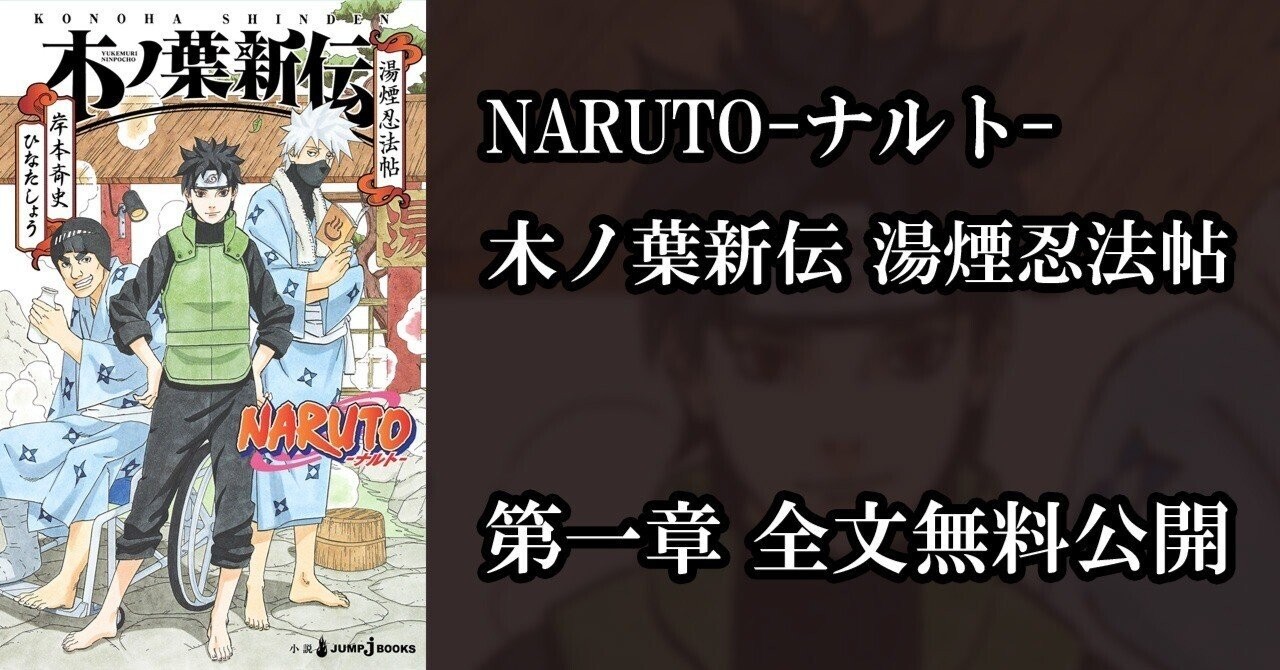 KONOHA SHINDEN
木ノ葉新伝
YUKEMURI
NINPOCHO
湯煙忍法帖
岸本斉史
ひなたしょう
湯
NARUTO
-ナルト-
小説 JUMP j BOOKS
NARUTO-ナルト-
木ノ葉新伝 湯煙忍法帖
第一章 全文無料公開